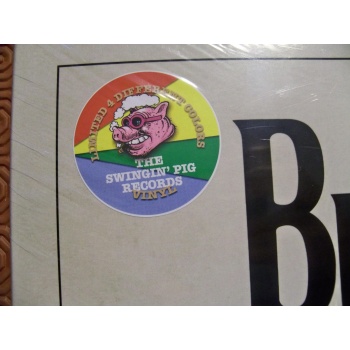 LIMITED 4 DIFFERENT COLORS
THE
SWINGIN' PIG
RECORDS
VINYL
B